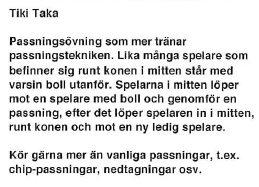 Tiki Taka

Passningsövning som mer tränar
passningstekniken. Lika många spelare som
befinner sig runt konen i mitten står med
varsin boll utanför. Spelarna i mitten löper
mot en spelare med boll och genomför en
passning, efter det löper spelaren in i mitten,
runt konen och mot en ny ledig spelare.

Kör gärna mer än vanliga passningar, t.ex.
chip-passningar, nedtagningar osv.